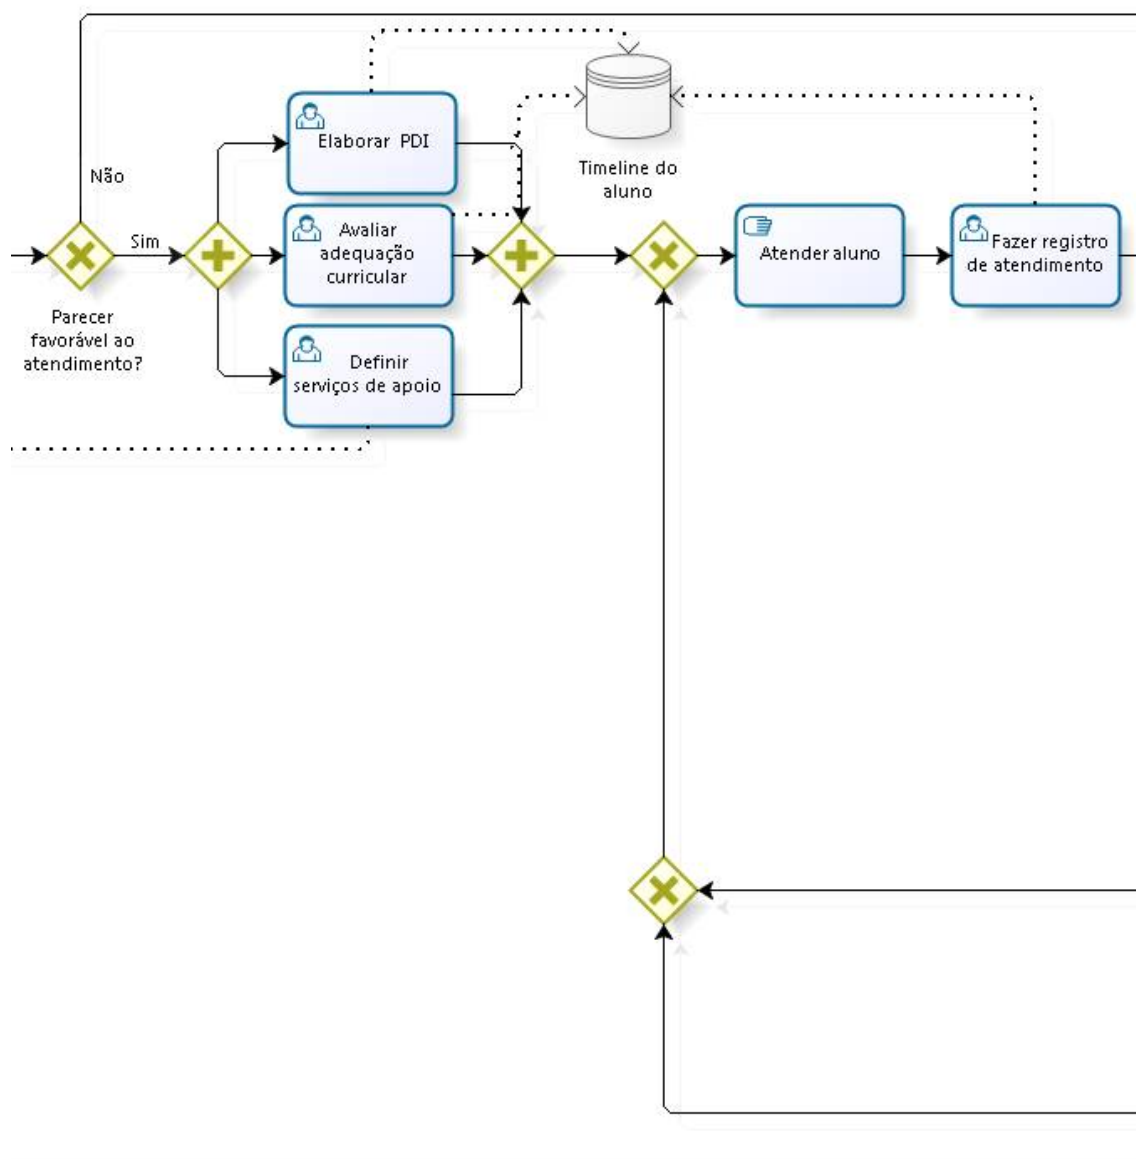 Não
Sim
Parecer
favorável ao
atendimento?
Elaborar PDI
Avaliar
adequação
curricular
Definir
serviços de apoio
Timeline do
aluno
Atender aluno
Fazer registro
de atendimento